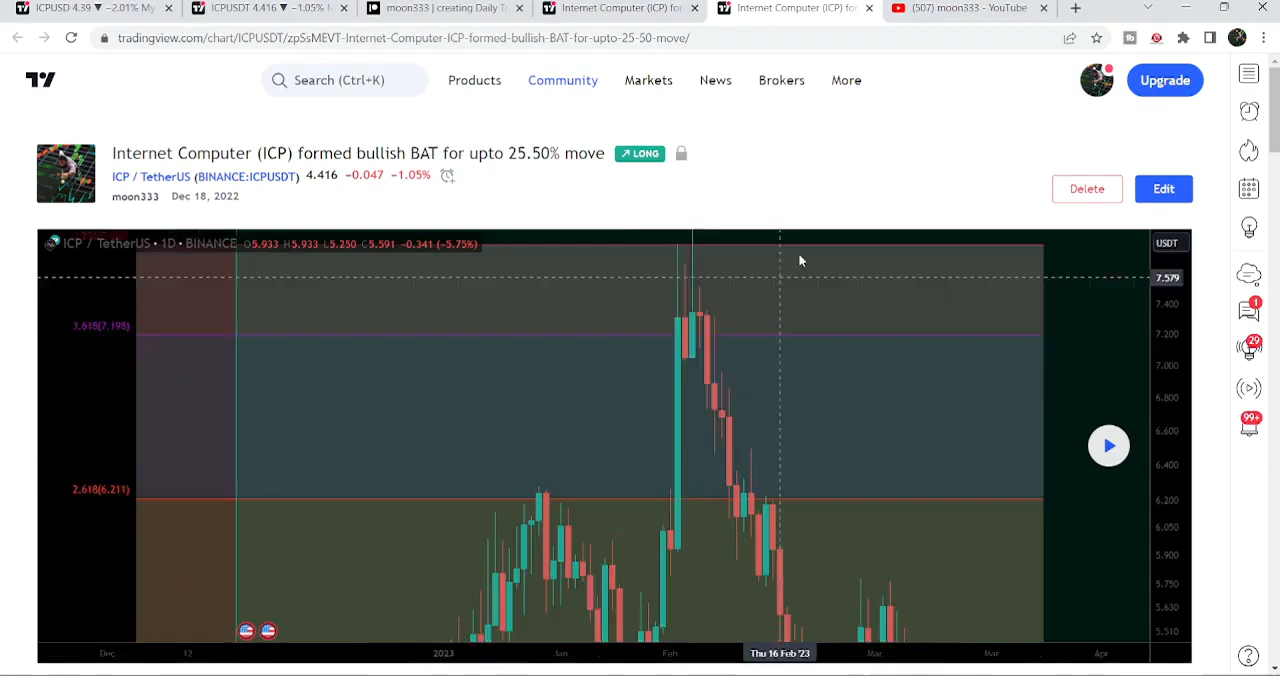 ICPUSD 4.39 ▼ −2.01% My
ICPUSDT 4.416 ▼ −1.05% M
moon333 | creating Daily T
Internet Computer (ICP) for
Internet Computer (ICP) fo
(507) moon333 - YouTube
tradingview.com/chart/ICPUSDT/zpSsMEVT-Internet-Computer-ICP-formed-bullish-BAT-for-upto-25-50-move/
Search (Ctrl+K)
Products
Community
Markets
News
Brokers
More
Upgrade
Internet Computer (ICP) formed bullish BAT for upto 25.50% move
LONG
ICP / TetherUS (BINANCE:ICPUSDT) 4.416 −0.047 −1.05%
moon333 Dec 18, 2022
Delete
Edit
ICP / TetherUS • 1D • BINANCE O5.933 H5.933 L5.250 C5.591 −0.341 (−5.75%)
USDT
7.579
7.400
3.618(7.198)
7.200
7.000
6.800
6.600
6.400
2.618(6.211)
6.200
6.050
5.900
5.750
5.630
5.510
Dec
12
2023
Jan
Feb
Thu 16 Feb '23
Mar
Mar
Apr
1
29
99+